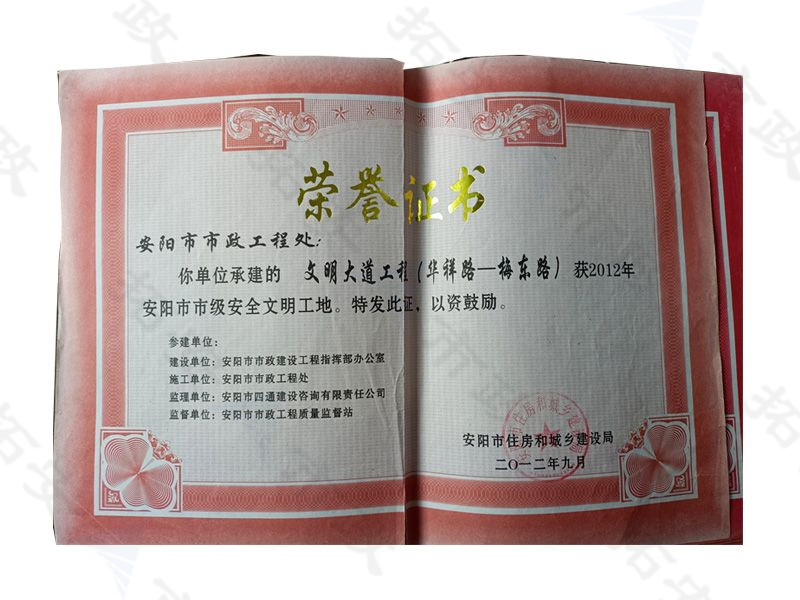 荣誉证书
安阳市市政工程处：
你单位承建的 文明大道工程（华祥路—梅东路）获2012年
安阳市市级安全文明工地。特发此证，以资鼓励。
参建单位：
建设单位：安阳市市政建设工程指挥部办公室
施工单位：安阳市市政工程处
监理单位：安阳市四通建设咨询有限责任公司
监督单位：安阳市市政工程质量监督站
安阳市住房和城乡建设局
二〇一二年九月